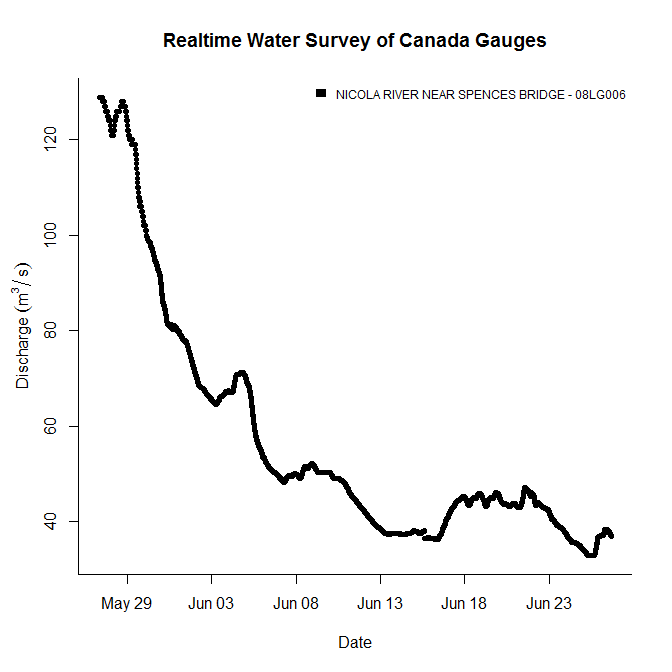 Realtime Water Survey of Canada Gauges
NICOLA RIVER NEAR SPENCES BRIDGE - 08LG006
Discharge (m³/s)
120
100
80
60
40
May 29 Jun 03 Jun 08 Jun 13 Jun 18 Jun 23
Date